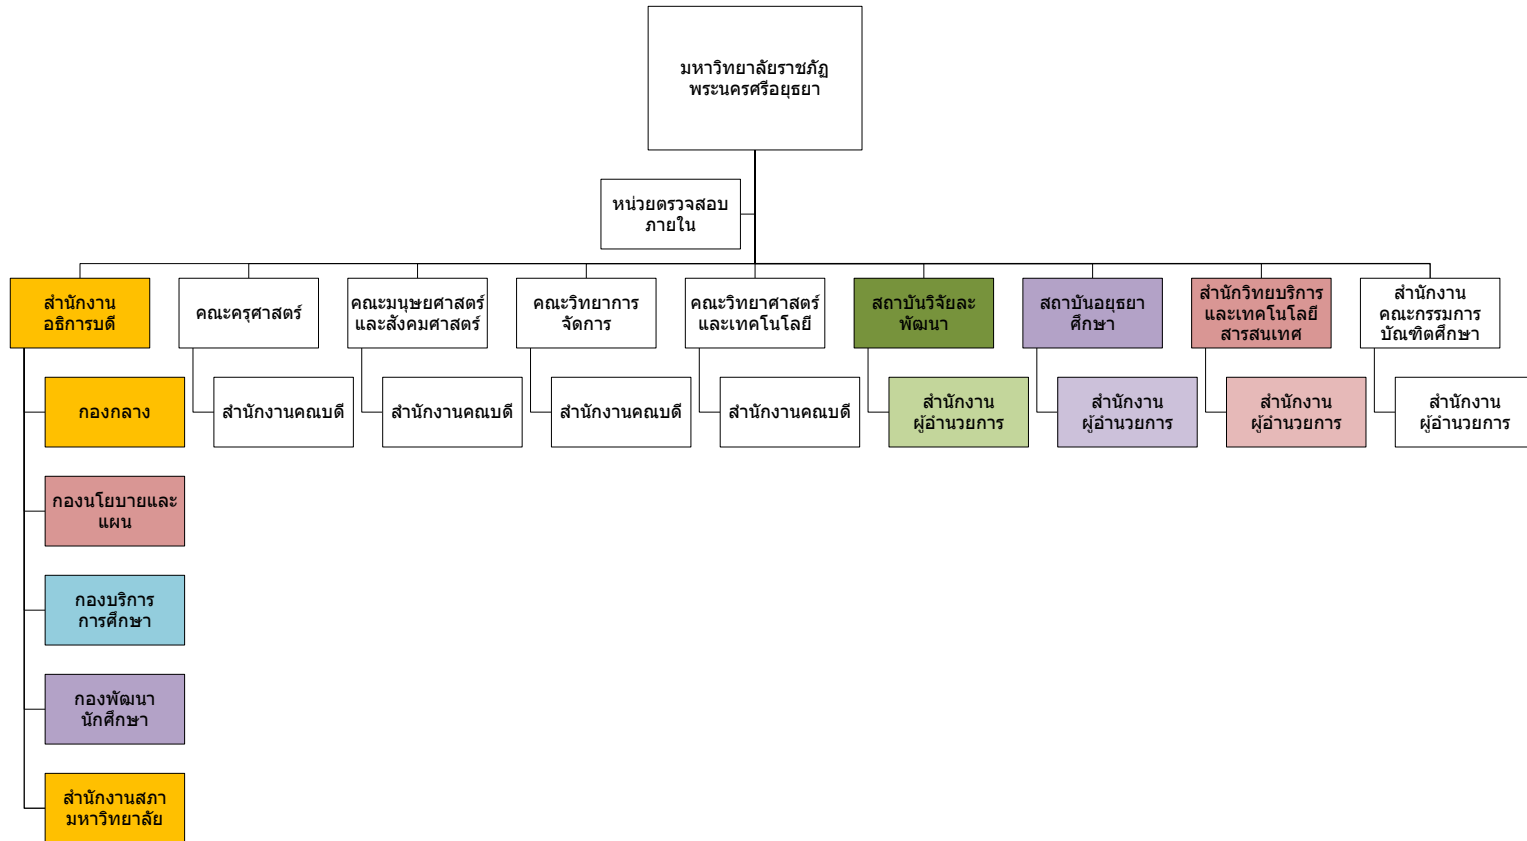 มหาวิทยาลัยราชภัฏ
พระนครศรีอยุธยา
หน่วยตรวจสอบ
ภายใน
สำนักงาน
อธิการบดี
คณะครุศาสตร์
คณะมนุษยศาสตร์
และสังคมศาสตร์
คณะวิทยาการ
จัดการ
คณะวิทยาศาสตร์
และเทคโนโลยี
สถาบันวิจัยละ
พัฒนา
สถาบันอยุธยา
ศึกษา
สำนักวิทยบริการ
และเทคโนโลยี
สารสนเทศ
สำนักงาน
คณะกรรมการ
บัณฑิตศึกษา
กองกลาง
สำนักงานคณบดี
สำนักงานคณบดี
สำนักงานคณบดี
สำนักงานคณบดี
สำนักงาน
ผู้อำนวยการ
สำนักงาน
ผู้อำนวยการ
สำนักงาน
ผู้อำนวยการ
สำนักงาน
ผู้อำนวยการ
กองนโยบายและ
แผน
กองบริการ
การศึกษา
กองพัฒนา
นักศึกษา
สำนักงานสภา
มหาวิทยาลัย